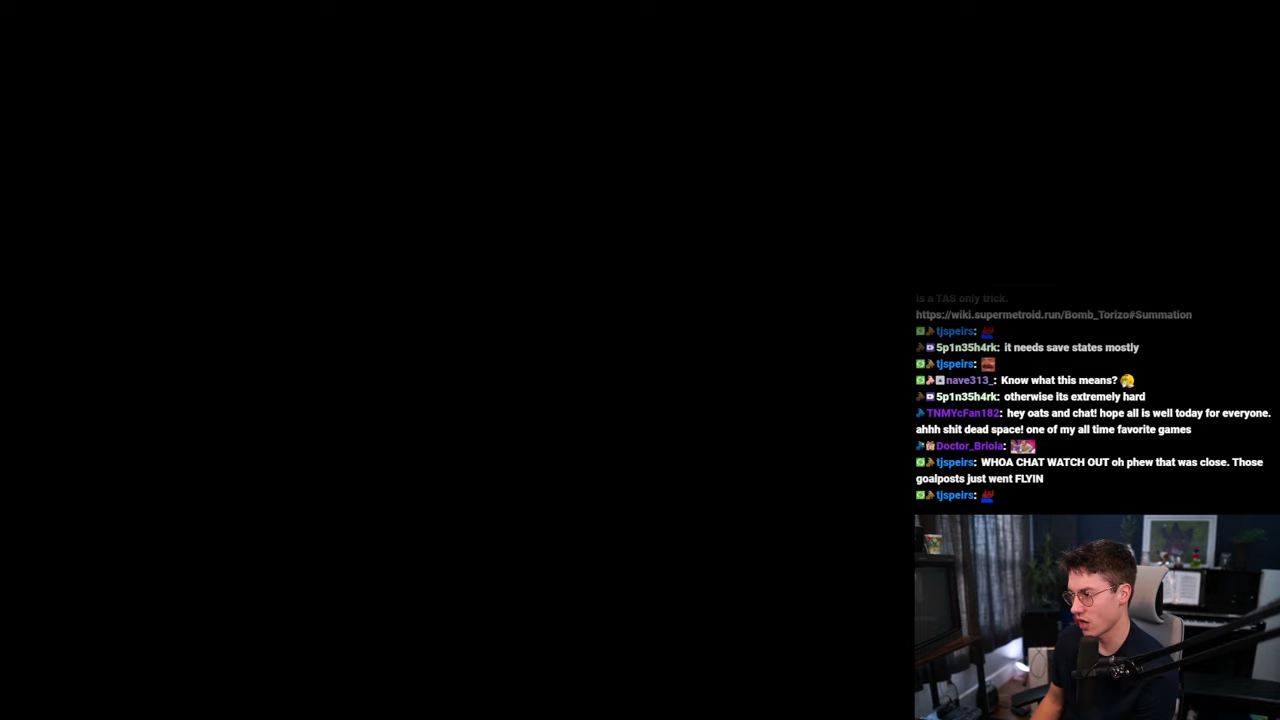 is a TAS only trick.
https://wiki.supermetroid.run/Bomb_Torizo#Summation
tjspeirs:
5p1n35h4rk: it needs save states mostly
tjspeirs:
nave313_: Know what this means?
5p1n35h4rk: otherwise its extremely hard
TNMYcFan182: hey oats and chat! hope all is well today for everyone.
ahhh shit dead space! one of my all time favorite games
Doctor_Briola:
tjspeirs: WHOA CHAT WATCH OUT oh phew that was close. Those
goalposts just went FLYIN
tjspeirs: